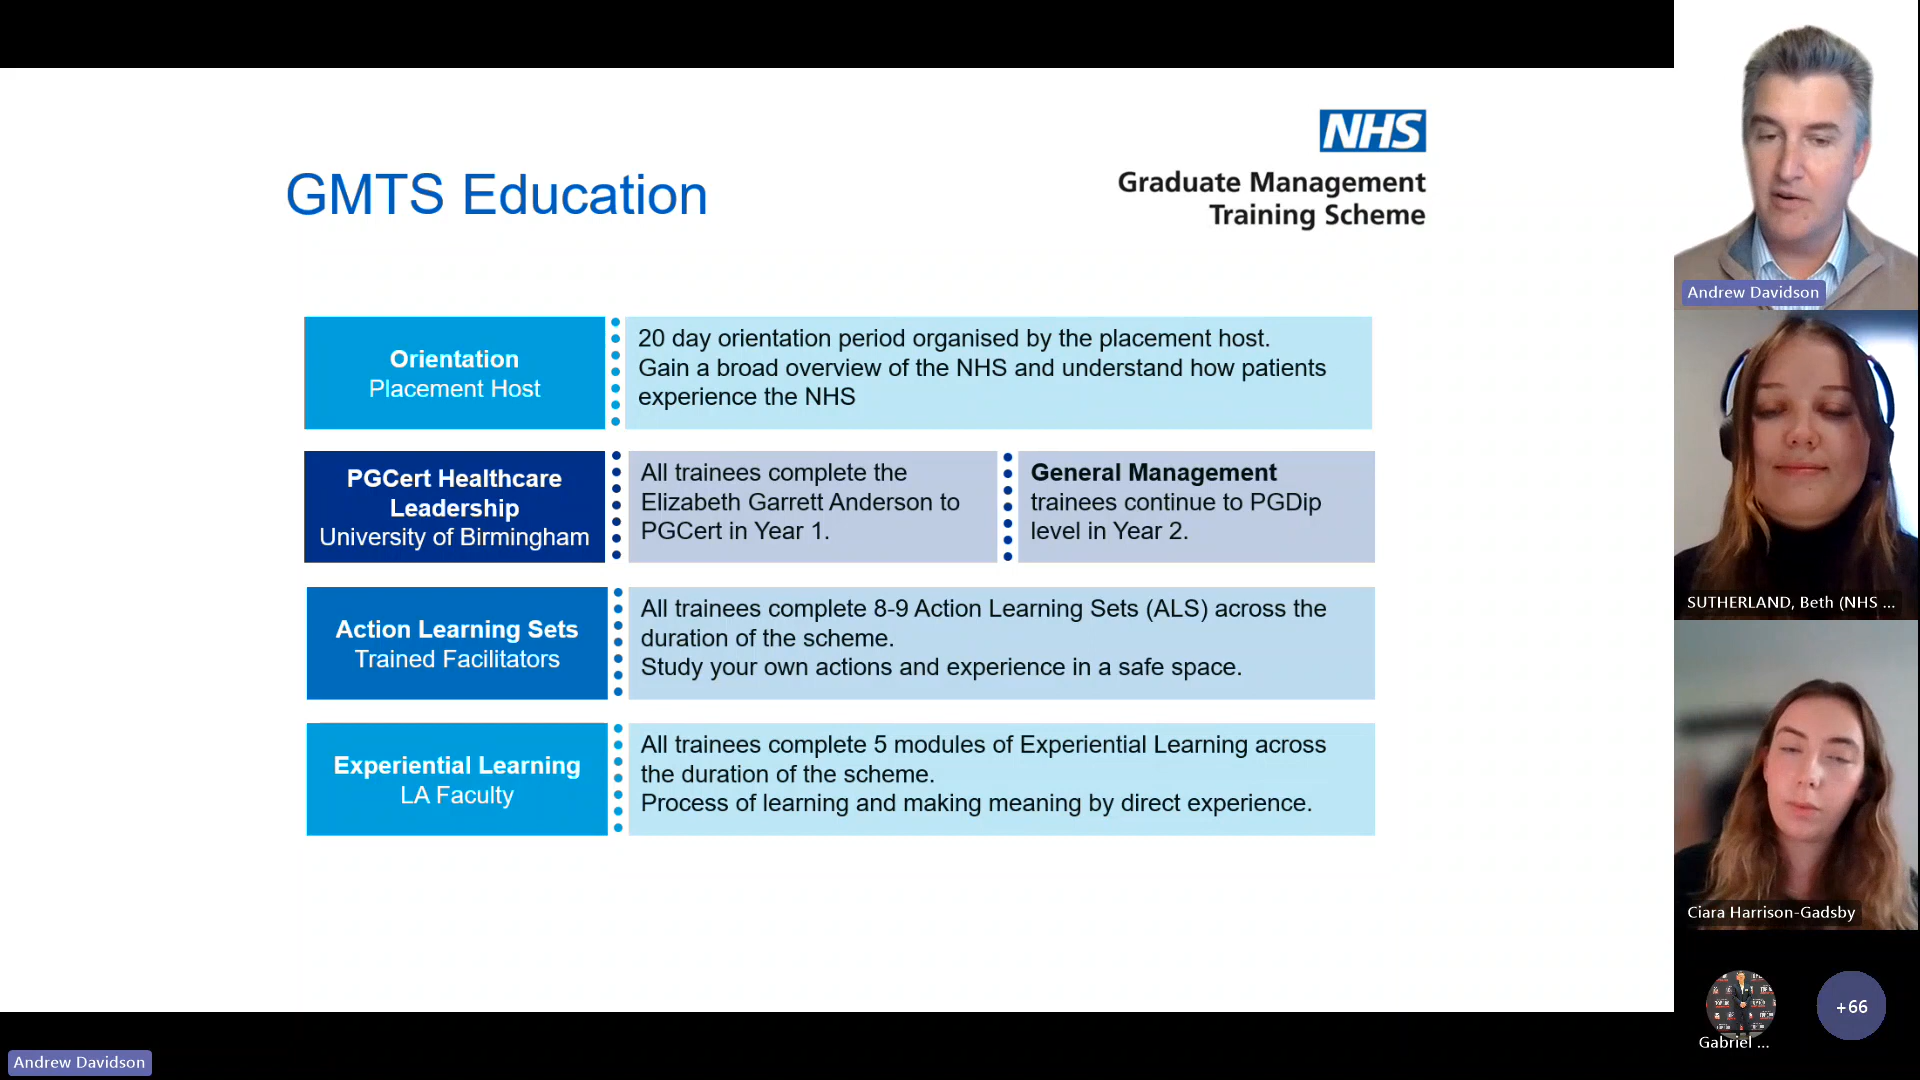 NHS
Graduate Management
Training Scheme
GMTS Education
Orientation
Placement Host
20 day orientation period organised by the placement host.
Gain a broad overview of the NHS and understand how patients
experience the NHS
PGCert Healthcare
Leadership
University of Birmingham
All trainees complete the
Elizabeth Garrett Anderson to
PGCert in Year 1.
General Management
trainees continue to PGDip
level in Year 2.
Action Learning Sets
Trained Facilitators
All trainees complete 8-9 Action Learning Sets (ALS) across the
duration of the scheme.
Study your own actions and experience in a safe space.
Experiential Learning
LA Faculty
All trainees complete 5 modules of Experiential Learning across
the duration of the scheme.
Process of learning and making meaning by direct experience.
Andrew Davidson
SUTHERLAND, Beth (NHS ...
Ciara Harrison-Gadsby
Gabriel ...
+66
Andrew Davidson